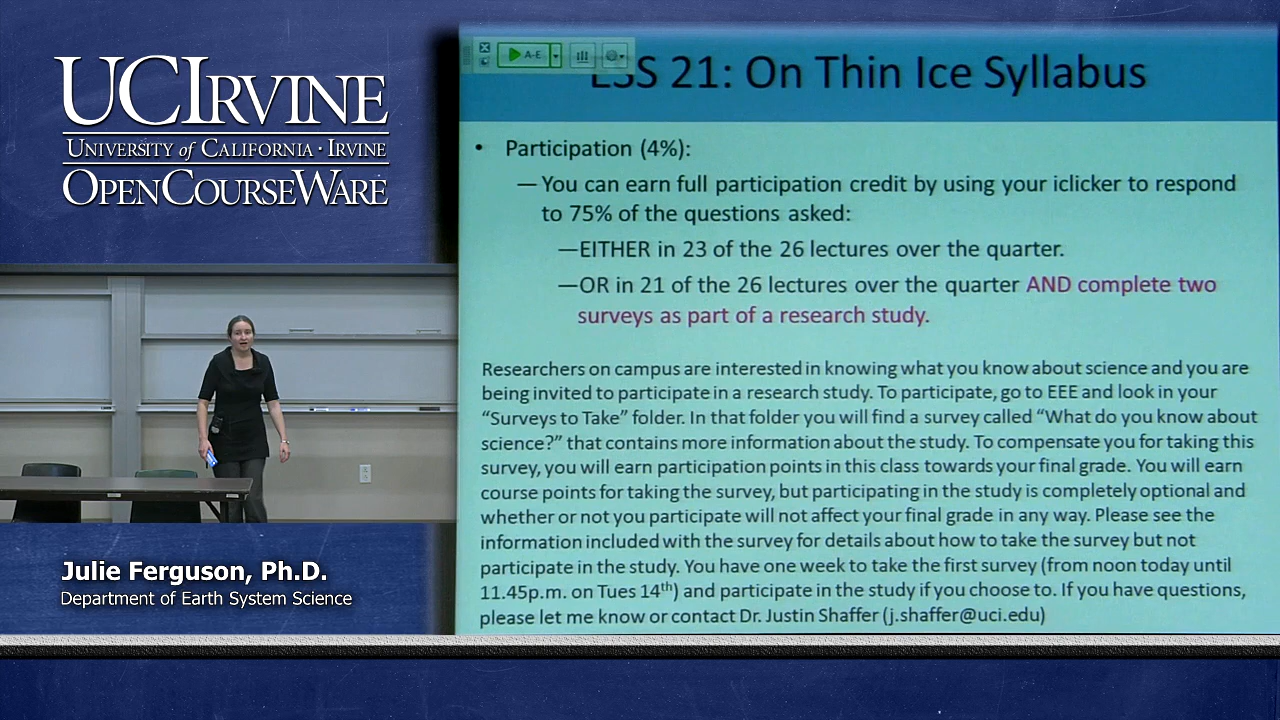 UCIRVINE
UNIVERSITY of CALIFORNIA · IRVINE
OPENCOURSEWARE
Julie Ferguson, Ph.D.
Department of Earth System Science
A-E
ESS 21: On Thin Ice Syllabus
• Participation (4%):
— You can earn full participation credit by using your iclicker to respond
to 75% of the questions asked:
—EITHER in 23 of the 26 lectures over the quarter.
—OR in 21 of the 26 lectures over the quarter AND complete two
surveys as part of a research study.
Researchers on campus are interested in knowing what you know about science and you are
being invited to participate in a research study. To participate, go to EEE and look in your
“Surveys to Take” folder. In that folder you will find a survey called “What do you know about
science?” that contains more information about the study. To compensate you for taking this
survey, you will earn participation points in this class towards your final grade. You will earn
course points for taking the survey, but participating in the study is completely optional and
whether or not you participate will not affect your final grade in any way. Please see the
information included with the survey for details about how to take the survey but not
participate in the study. You have one week to take the first survey (from noon today until
11.45p.m. on Tues 14th) and participate in the study if you choose to. If you have questions,
please let me know or contact Dr. Justin Shaffer (j.shaffer@uci.edu)